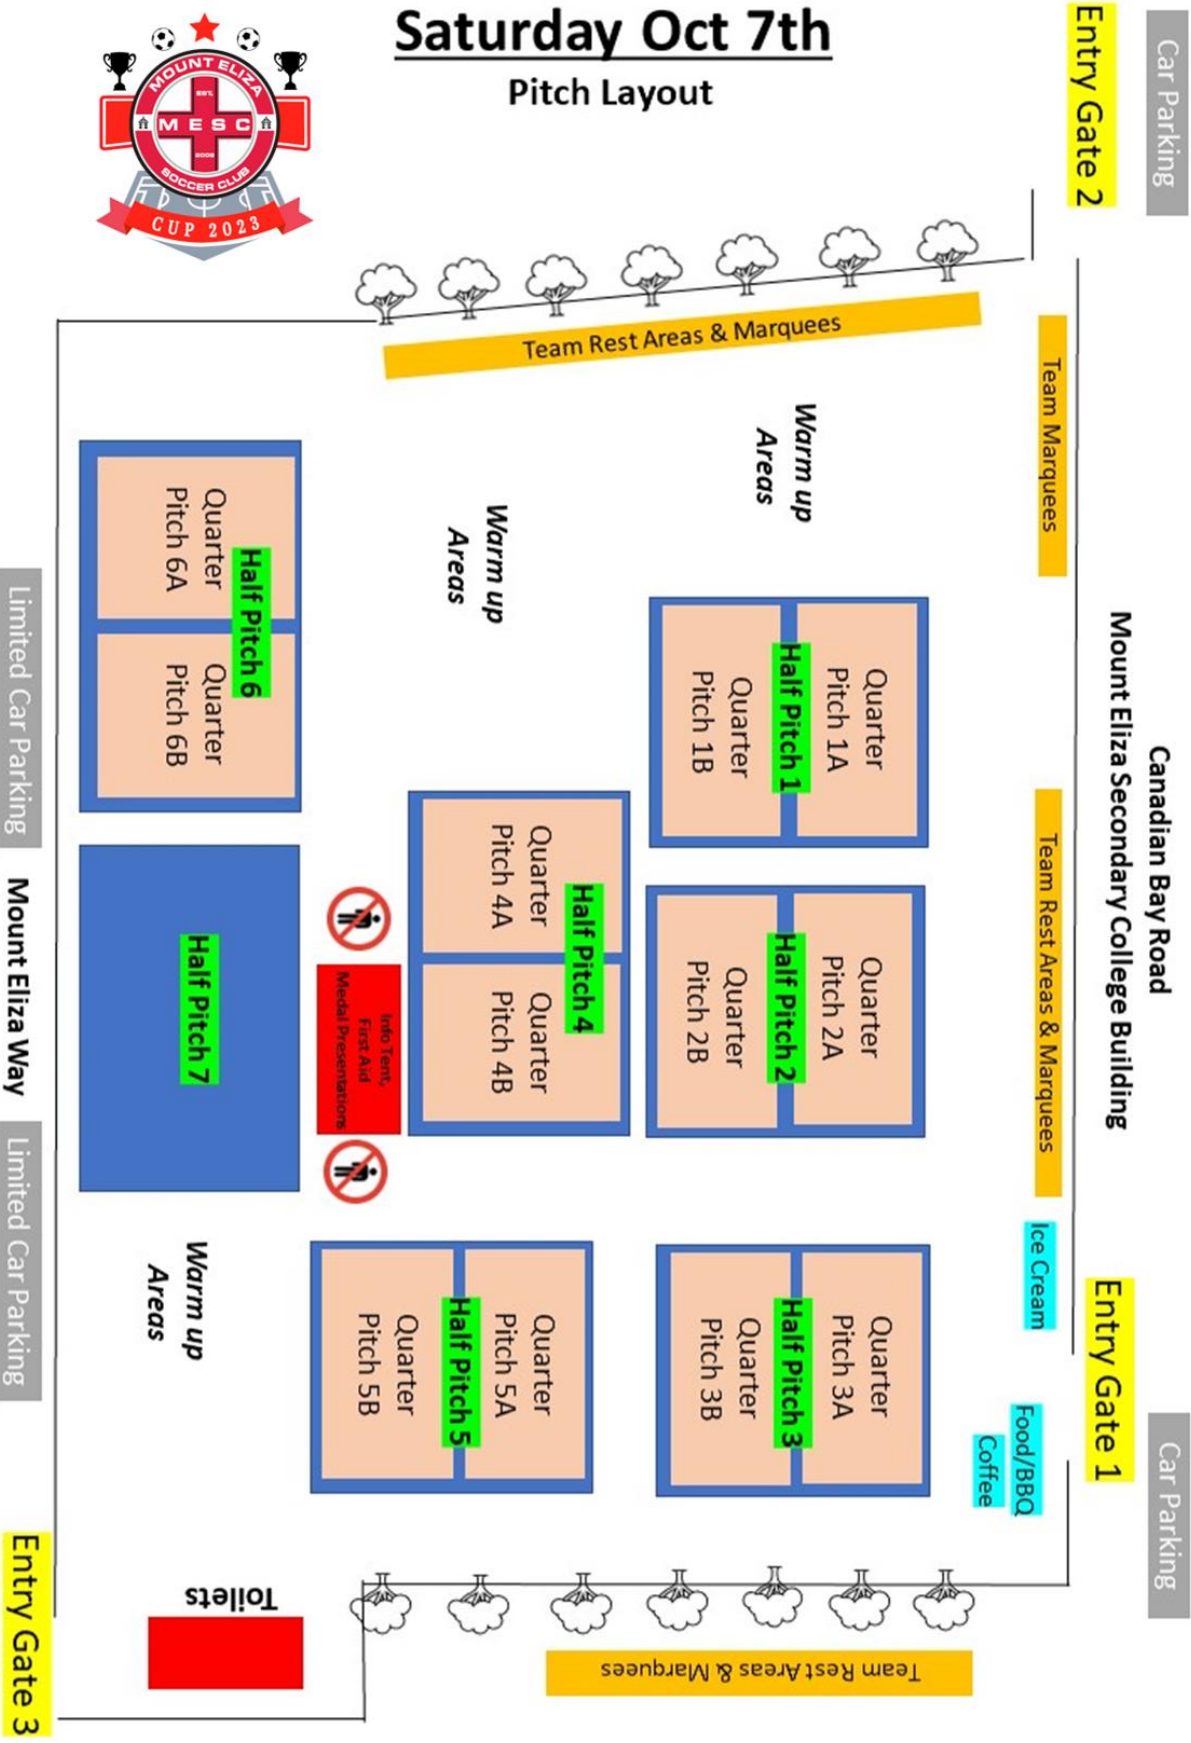 Saturday Oct 7th
Pitch Layout
MOUNT ELIZA
EST.
MESC
2009
SOCCER CLUB
CUP 2023
Entry Gate 2
Car Parking
Team Rest Areas & Marquees
Team Marquees
Warm up
Areas
Warm up
Areas
Canadian Bay Road
Mount Eliza Secondary College Building
Quarter
Pitch 6A
Half Pitch 6
Quarter
Pitch 6B
Limited Car Parking
Quarter
Pitch 1A
Half Pitch 1
Quarter
Pitch 1B
Team Rest Areas & Marquees
Quarter
Pitch 4A
Half Pitch 4
Quarter
Pitch 4B
Quarter
Pitch 2A
Half Pitch 2
Quarter
Pitch 2B
Mount Eliza Way
Half Pitch 7
Info Tent,
First Aid
Medal Presentations
Limited Car Parking
Warm up
Areas
Quarter
Pitch 5A
Half Pitch 5
Quarter
Pitch 5B
Quarter
Pitch 3A
Half Pitch 3
Quarter
Pitch 3B
Ice Cream
Entry Gate 1
Food/BBQ
Coffee
Car Parking
Toilets
Team Rest Areas & Marquees
Entry Gate 3